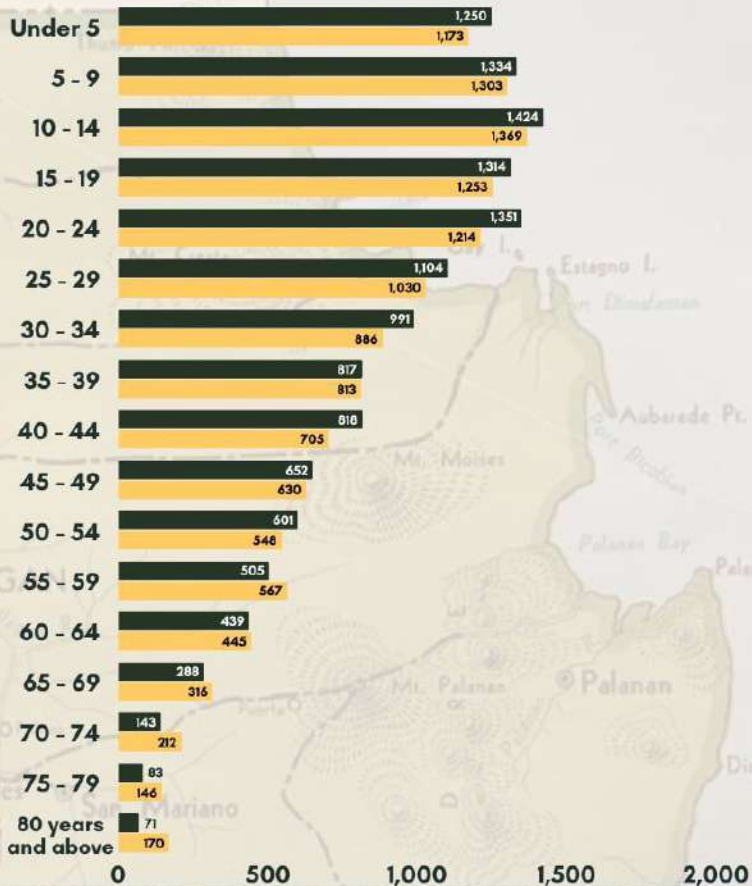 Under 5
1,250
1,173
5 - 9
1,334
1,303
10 - 14
1,424
1,369
15 - 19
1,314
1,253
20 - 24
1,351
1,214
25 - 29
1,104
1,030
30 - 34
991
886
35 - 39
817
813
40 - 44
818
705
45 - 49
652
630
50 - 54
601
548
55 - 59
505
567
60 - 64
439
445
65 - 69
288
316
70 - 74
143
212
75 - 79
83
146
80 years
and above
71
170
0 500 1,000 1,500 2,000
Estagno I.
Aubarede Pt.
Mt. Moises
Palanan Bay
Mt. Palanan
Palanan
San Mariano